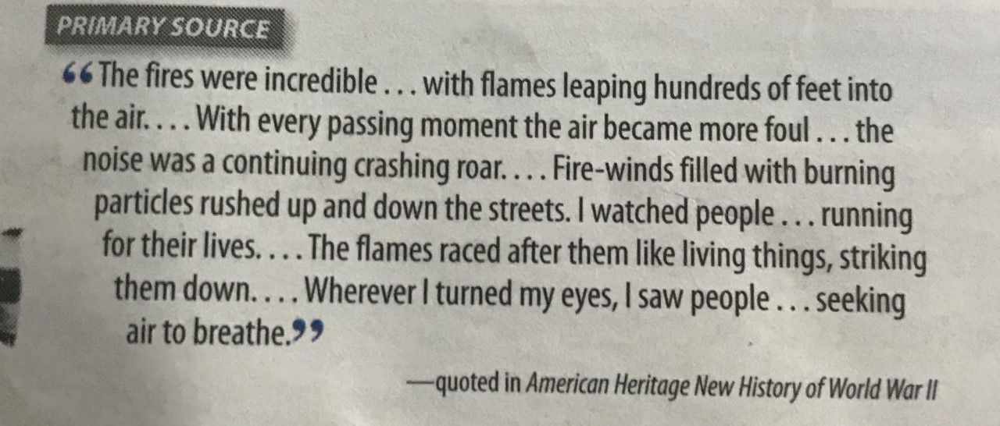 PRIMARY SOURCE
“The fires were incredible . . . with flames leaping hundreds of feet into
the air. . . . With every passing moment the air became more foul . . . the
noise was a continuing crashing roar. . . . Fire-winds filled with burning
particles rushed up and down the streets. I watched people . . . running
for their lives. . . . The flames raced after them like living things, striking
them down. . . . Wherever I turned my eyes, I saw people . . . seeking
air to breathe.”
—quoted in American Heritage New History of World War II